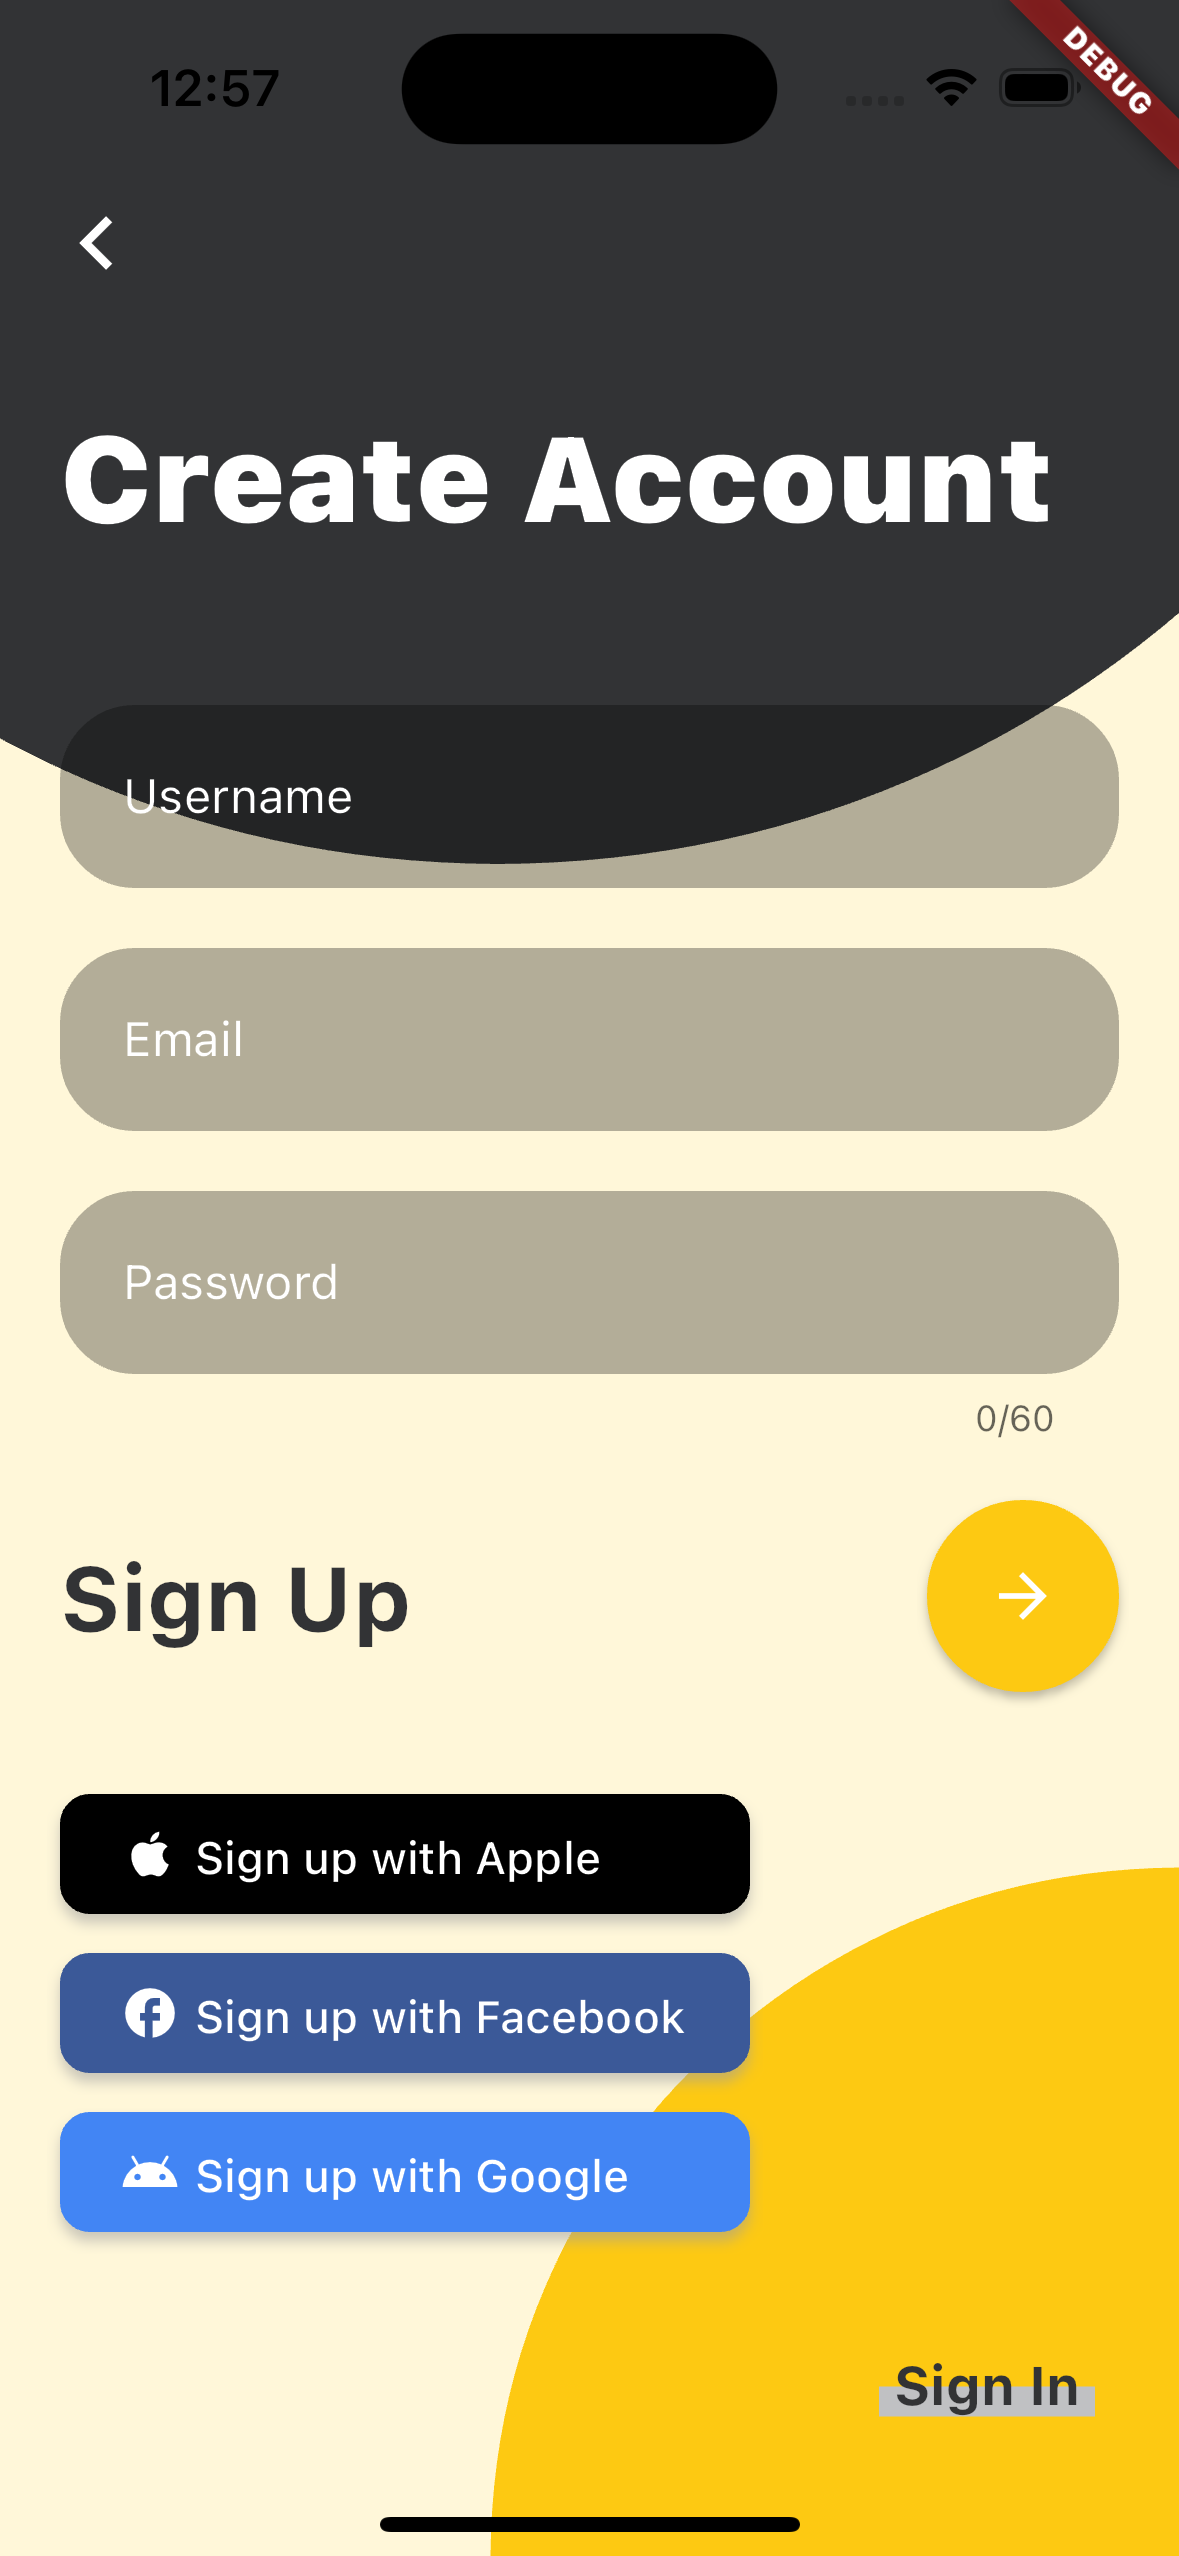 12:57
DEBUG
Create Account
Username
Email
Password
0/60
Sign Up
Sign up with Apple
Sign up with Facebook
Sign up with Google
Sign In